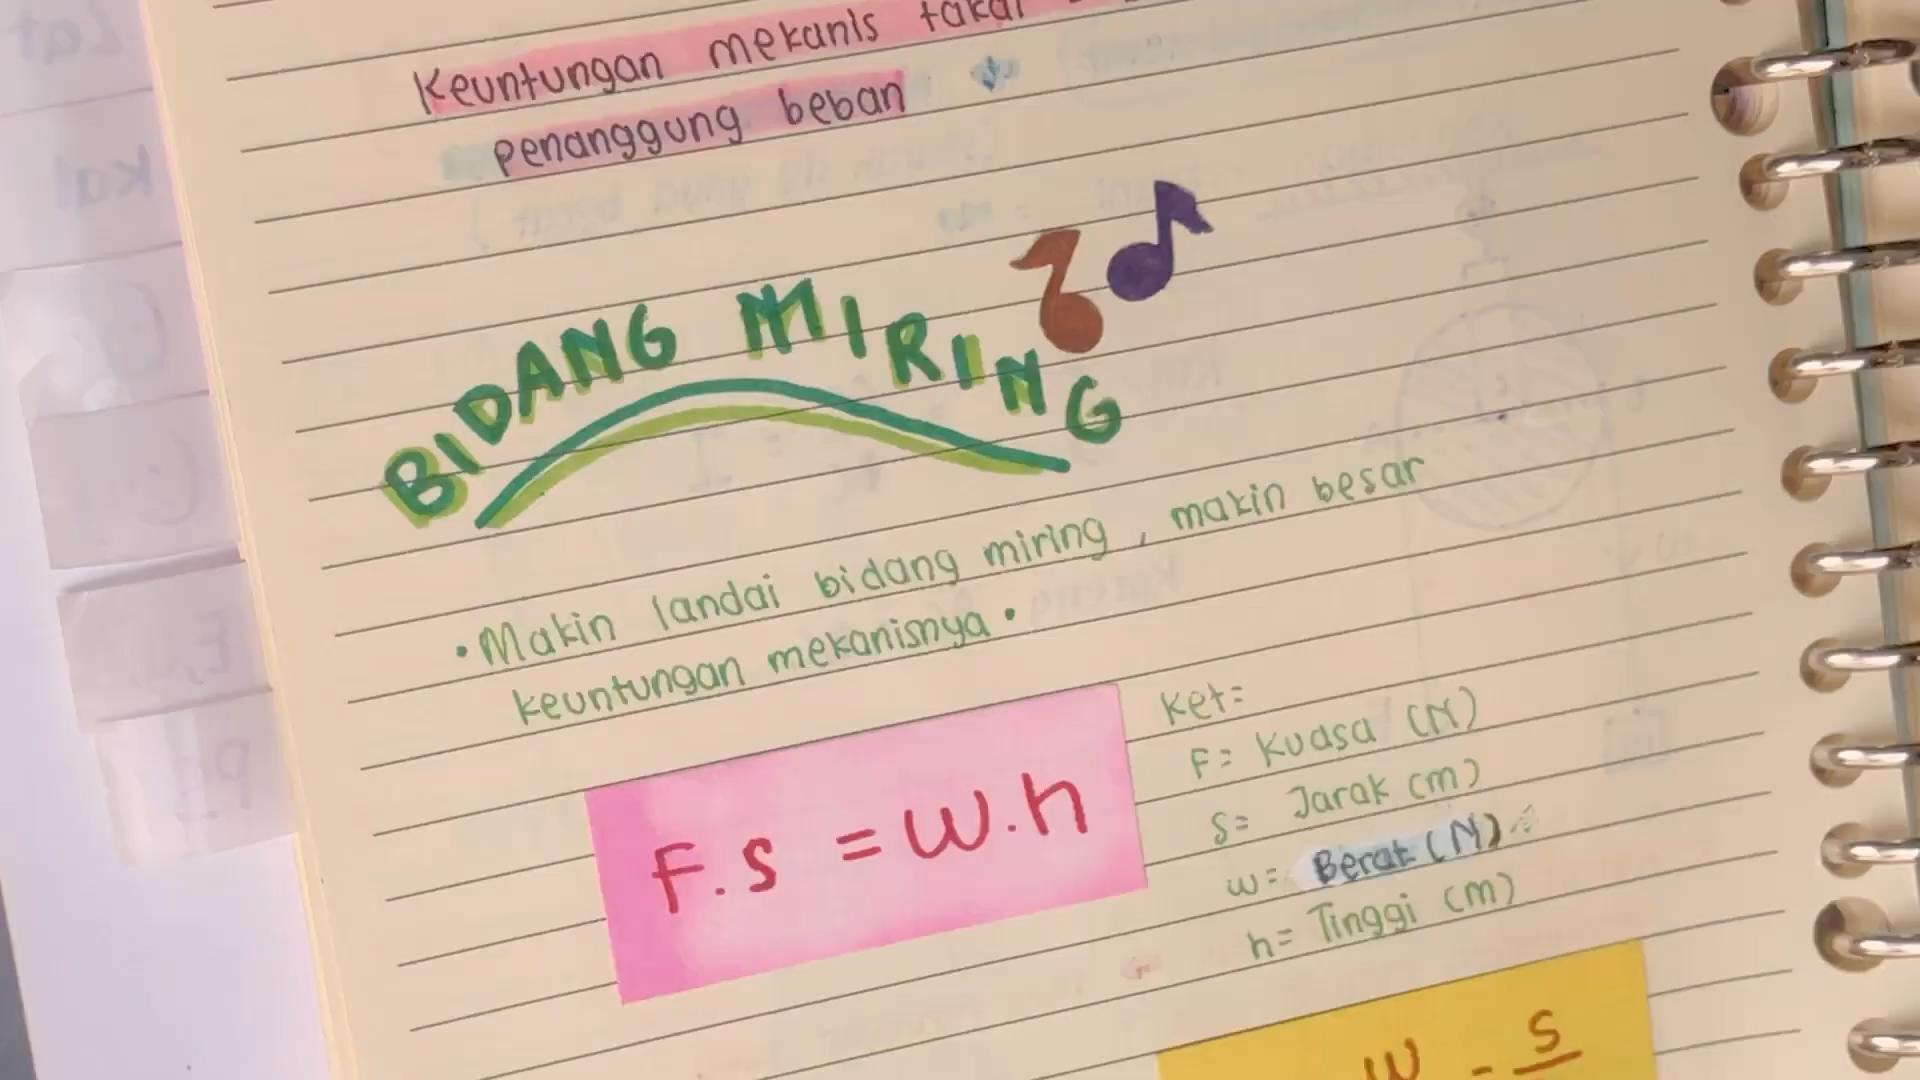 Keuntungan mekanis takal
penanggung beban
BIDANG MIRING
• Makin landai bidang miring, makin besar
keuntungan mekanisnya •
F.s = w.h
ket=
F= Kuasa (N)
s= Jarak (m)
w= Berat (N)
h= Tinggi (m)
w - s